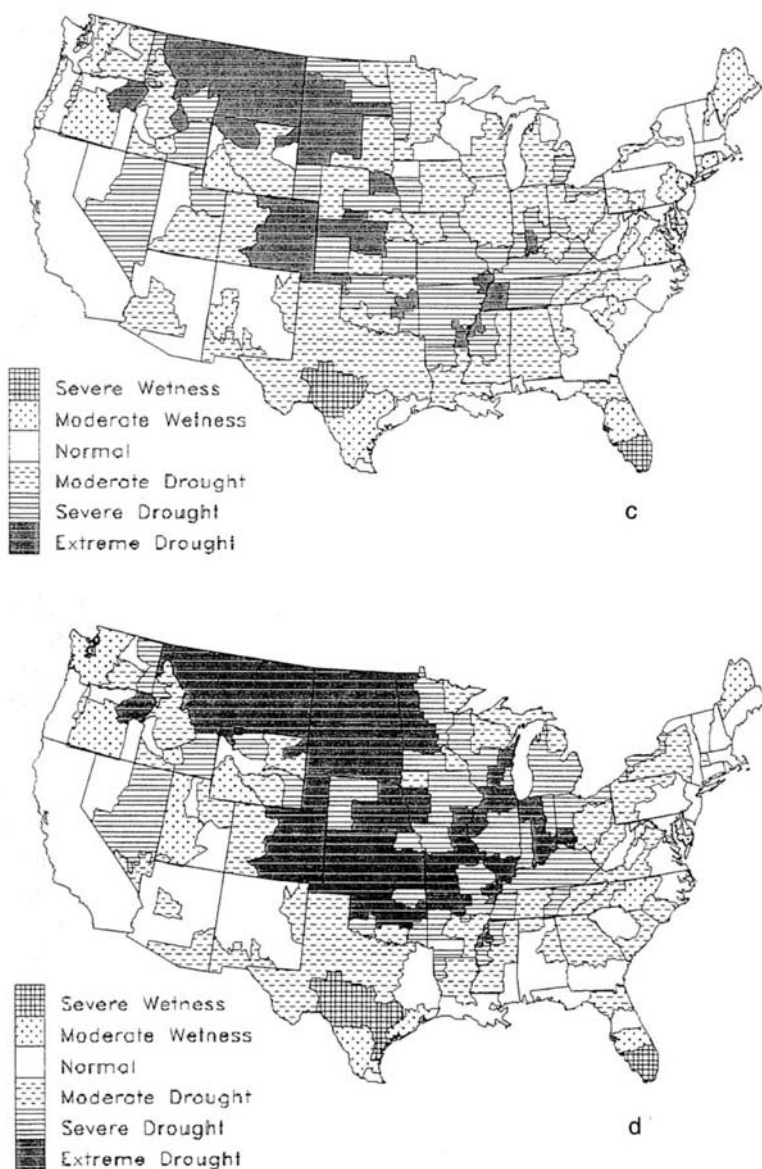 Severe Wetness
Moderate Wetness
Normal
Moderate Drought
Severe Drought
Extreme Drought
c
Severe Wetness
Moderate Wetness
Normal
Moderate Drought
Severe Drought
Extreme Drought
d